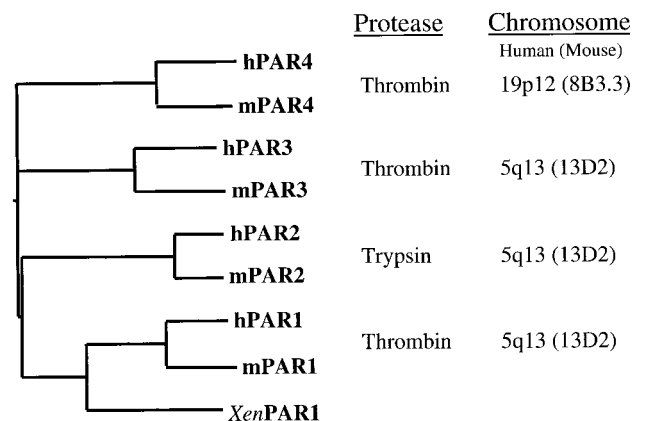 Protease Chromosome
Human (Mouse)
hPAR4
Thrombin 19p12 (8B3.3)
mPAR4
hPAR3
Thrombin 5q13 (13D2)
mPAR3
hPAR2
Trypsin 5q13 (13D2)
mPAR2
hPAR1
Thrombin 5q13 (13D2)
mPAR1
XenPAR1